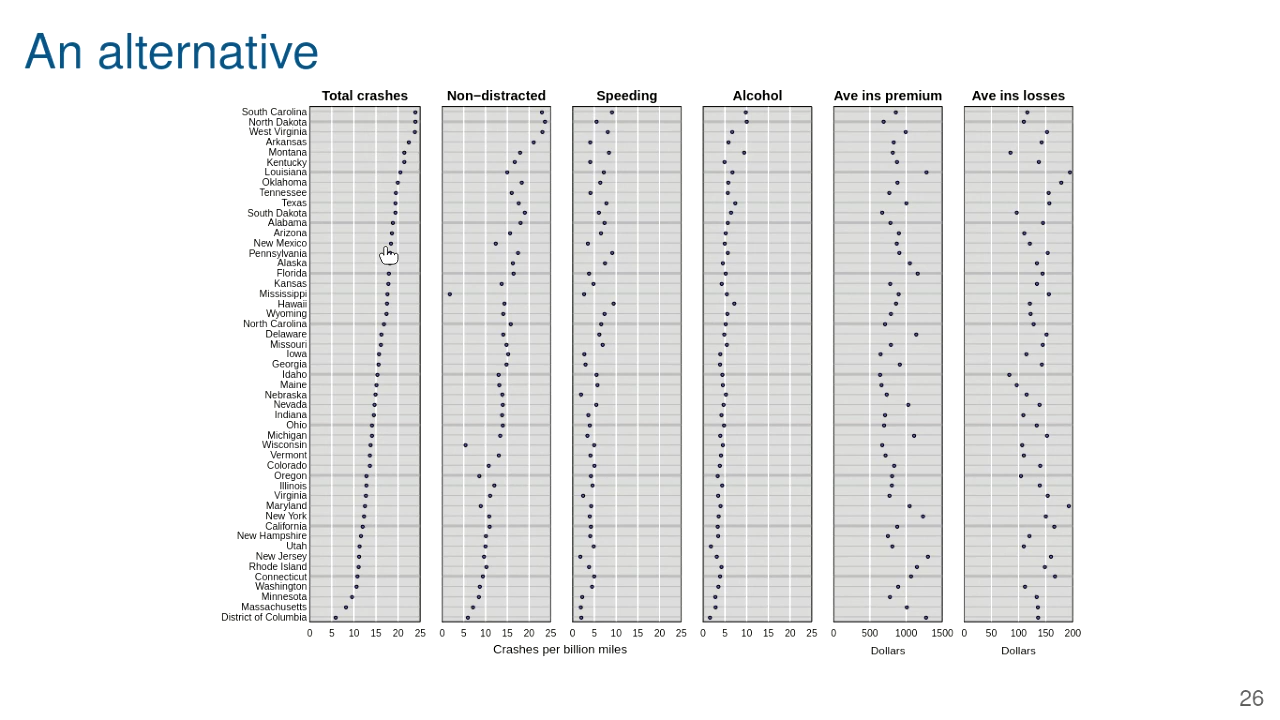 An alternative
Total crashes Non−distracted Speeding Alcohol Ave ins premium Ave ins losses
South Carolina
North Dakota
West Virginia
Arkansas
Montana
Kentucky
Louisiana
Oklahoma
Tennessee
Texas
South Dakota
Alabama
Arizona
New Mexico
Pennsylvania
Alaska
Florida
Kansas
Mississippi
Hawaii
Wyoming
North Carolina
Delaware
Missouri
Iowa
Georgia
Idaho
Maine
Nebraska
Nevada
Indiana
Ohio
Michigan
Wisconsin
Vermont
Colorado
Oregon
Illinois
Virginia
Maryland
New York
California
New Hampshire
Utah
New Jersey
Rhode Island
Connecticut
Washington
Minnesota
Massachusetts
District of Columbia
0 5 10 15 20 25 0 5 10 15 20 25 0 5 10 15 20 25 0 5 10 15 20 25 0 500 1000 1500 0 50 100 150 200
Crashes per billion miles Dollars Dollars
26